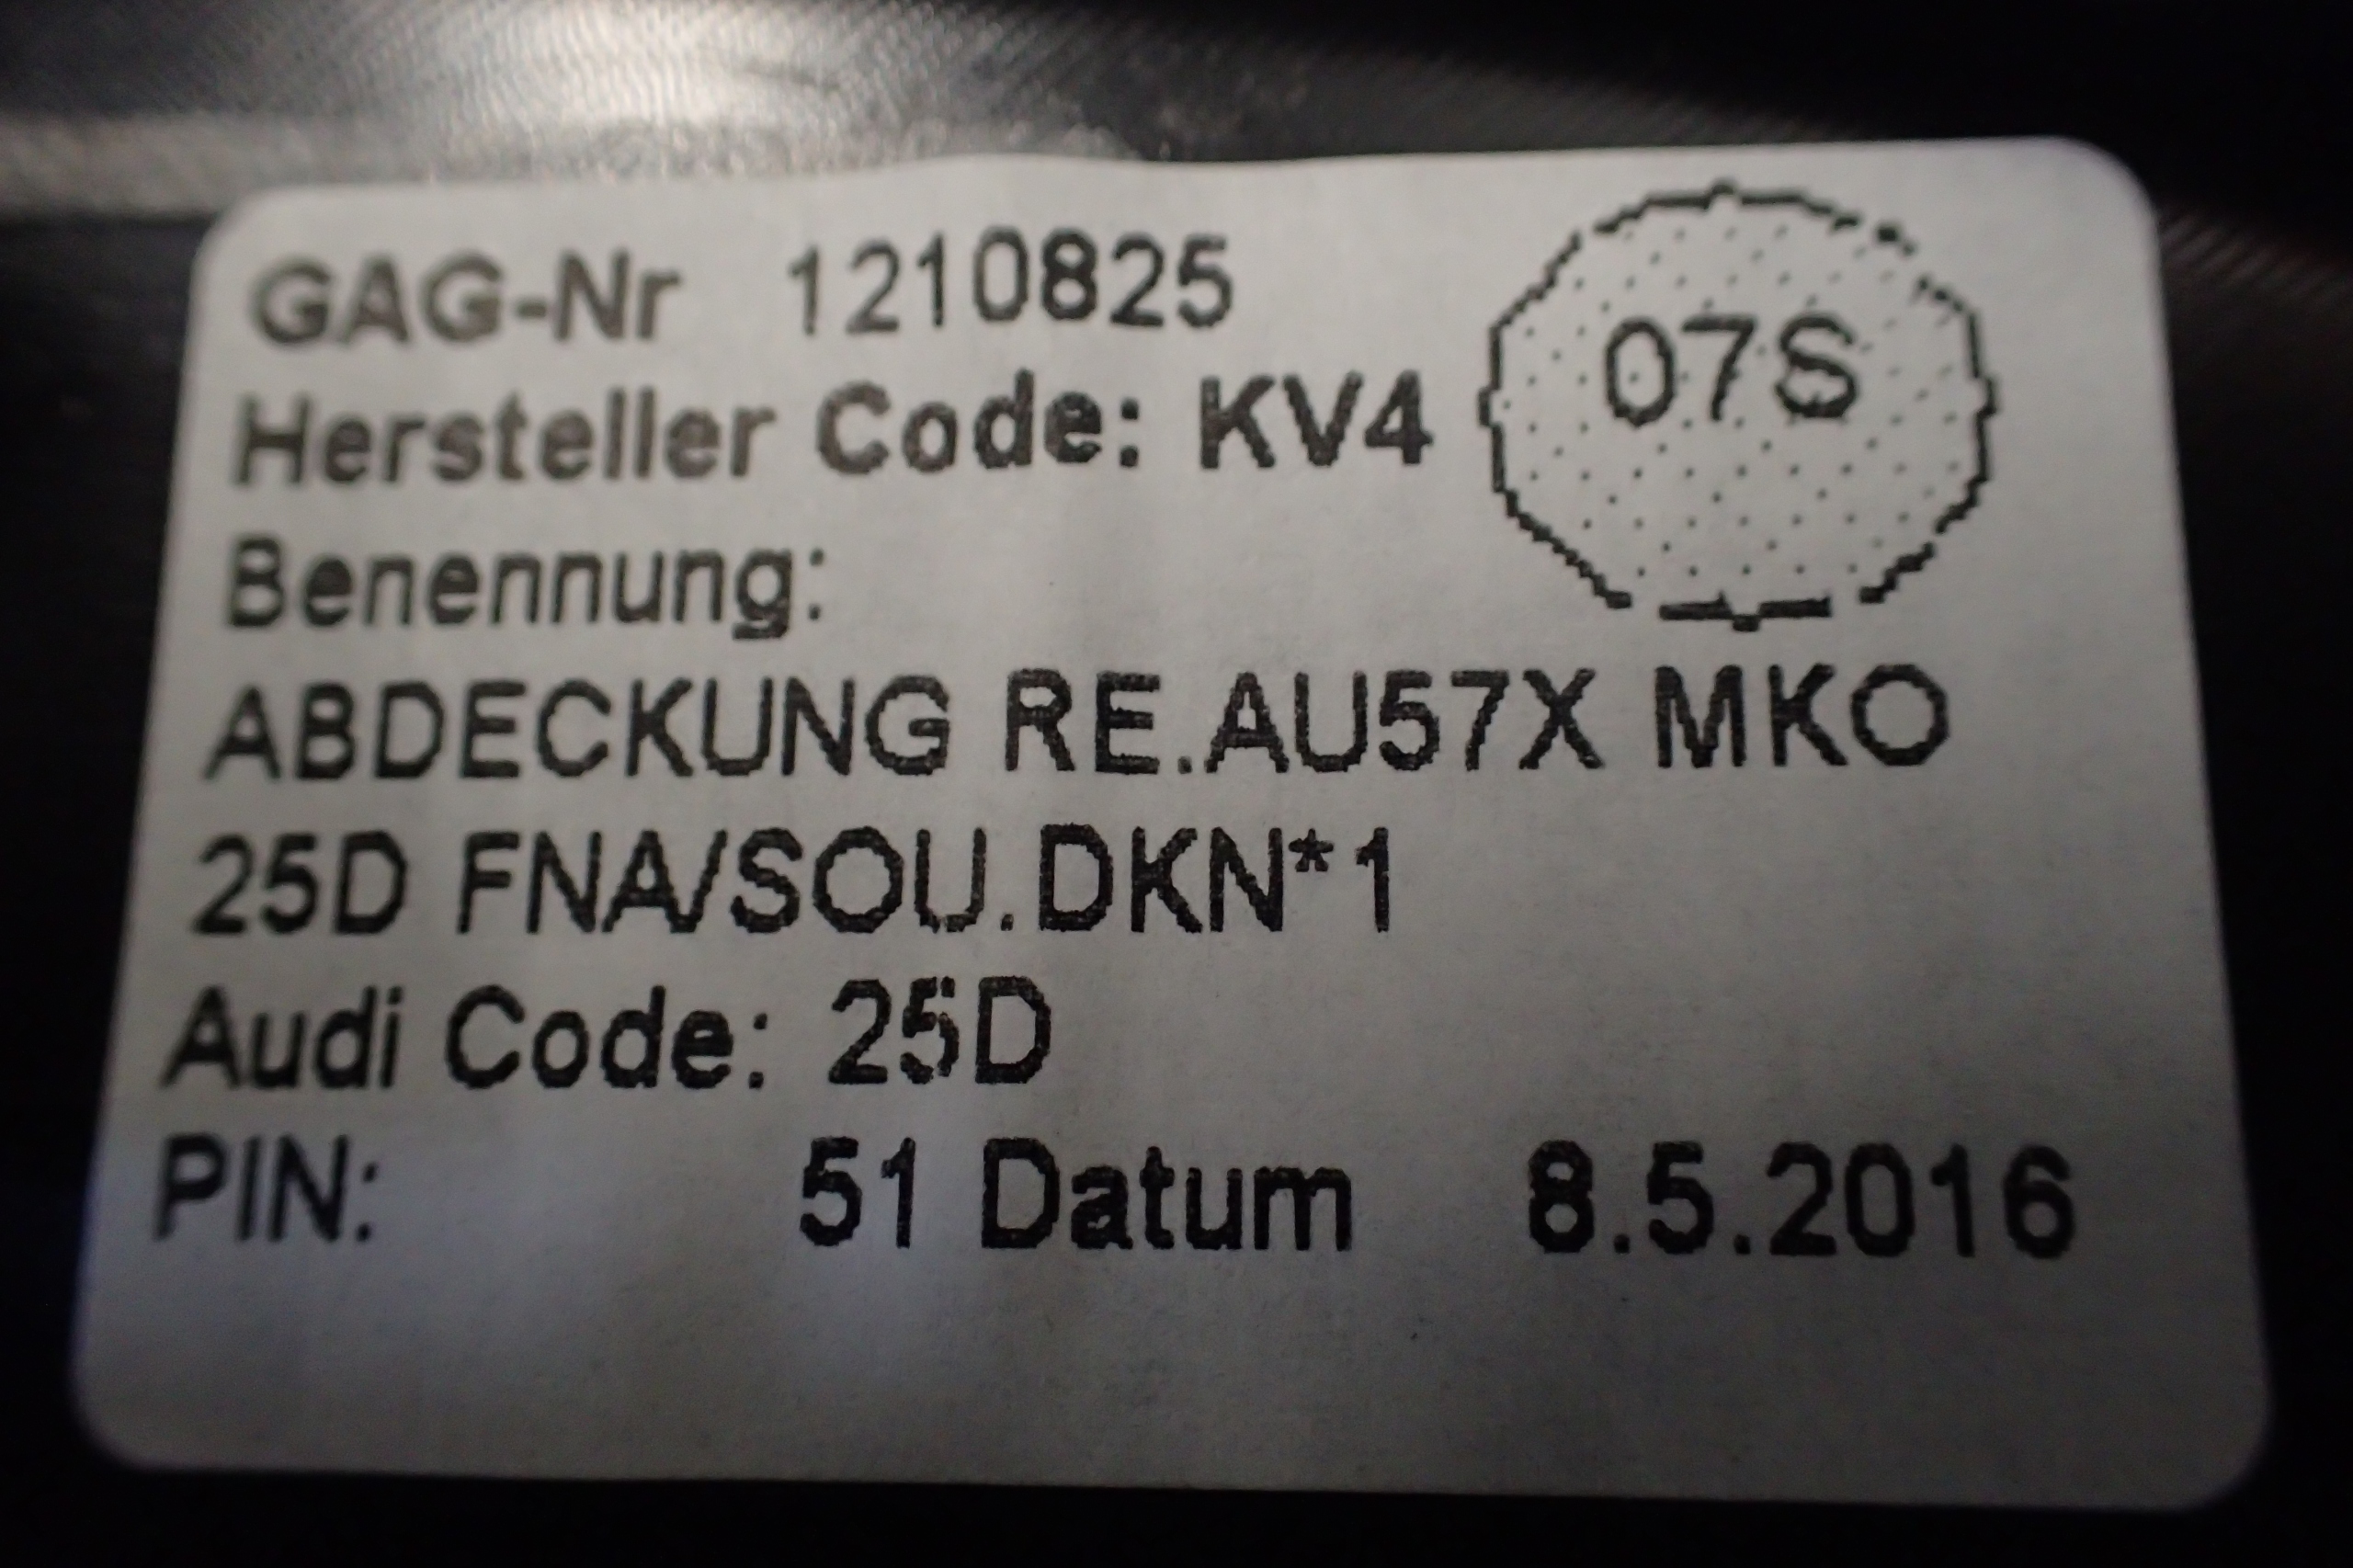 GAG-Nr 1210825
07S
Hersteller Code: KV4
Benennung:
ABDECKUNG RE.AU57X MKO
25D FNA/SOU.DKN*1
Audi Code: 25D
PIN: 51 Datum 8.5.2016